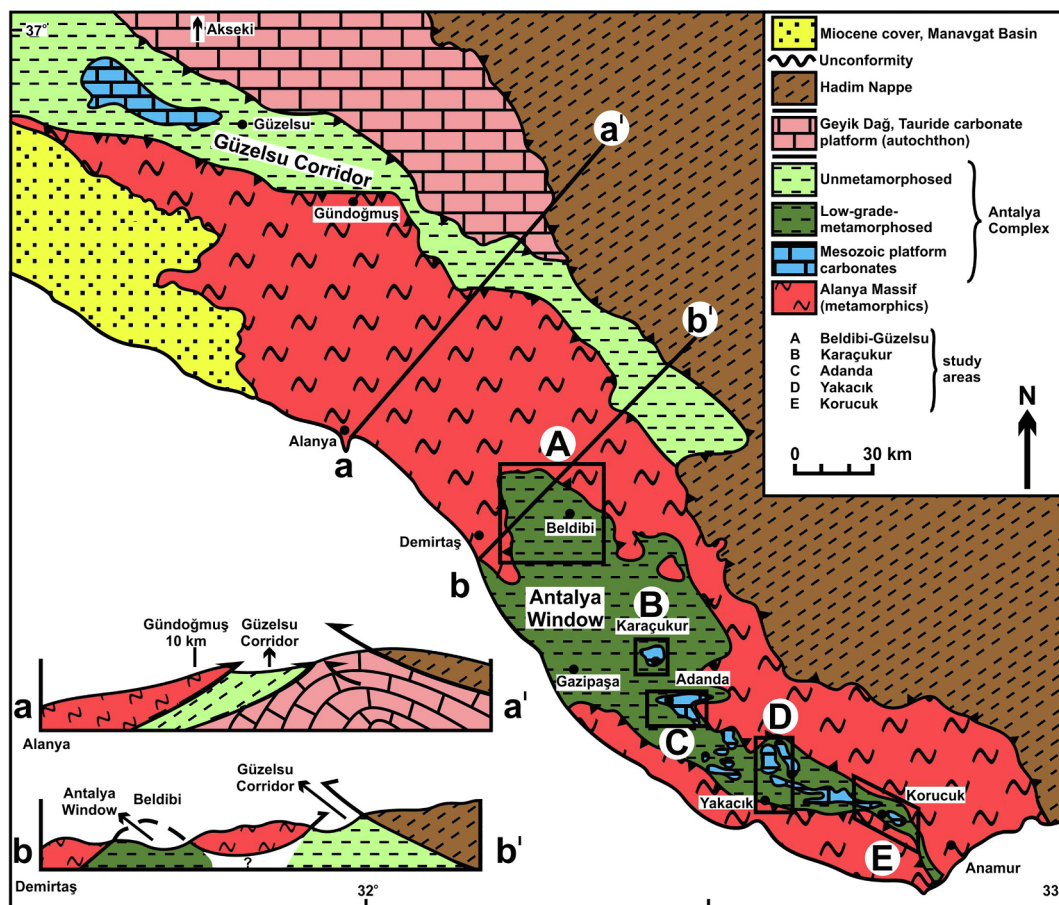 37°
Akseki
Güzelsu
Güzelsu Corridor
Gündoğmuş
a'
b'
Alanya
a
A
Beldibi
Demirtaş
b
Antalya
Window
B
Karaçukur
Gazipaşa
Adanda
C
D
Yakacık
Korucuk
E
Anamur
32°
33
Miocene cover, Manavgat Basin
Unconformity
Hadim Nappe
Geyik Dağ, Tauride carbonate
platform (autochthon)
Unmetamorphosed
Low-grade-
metamorphosed
Mesozoic platform
carbonates
Antalya
Complex
Alanya Massif
(metamorphics)
A Beldibi-Güzelsu
B Karaçukur
C Adanda
D Yakacık
E Korucuk
study
areas
N
0 30 km
Gündoğmuş
10 km
Güzelsu
Corridor
a
a'
Alanya
Antalya
Window
Beldibi
Güzelsu
Corridor
?
b
b'
Demirtaş